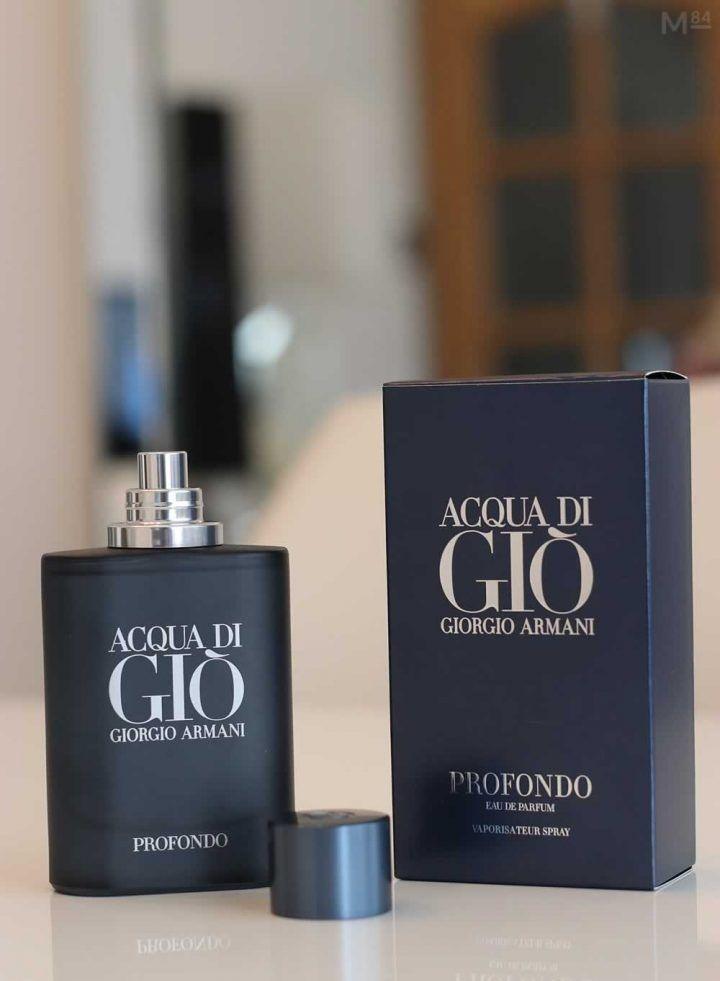 M84
ACQUA DI
GIÒ
GIORGIO ARMANI
PROFONDO
ACQUA DI
GIÒ
GIORGIO ARMANI
PROFONDO
EAU DE PARFUM
VAPORISATEUR SPRAY